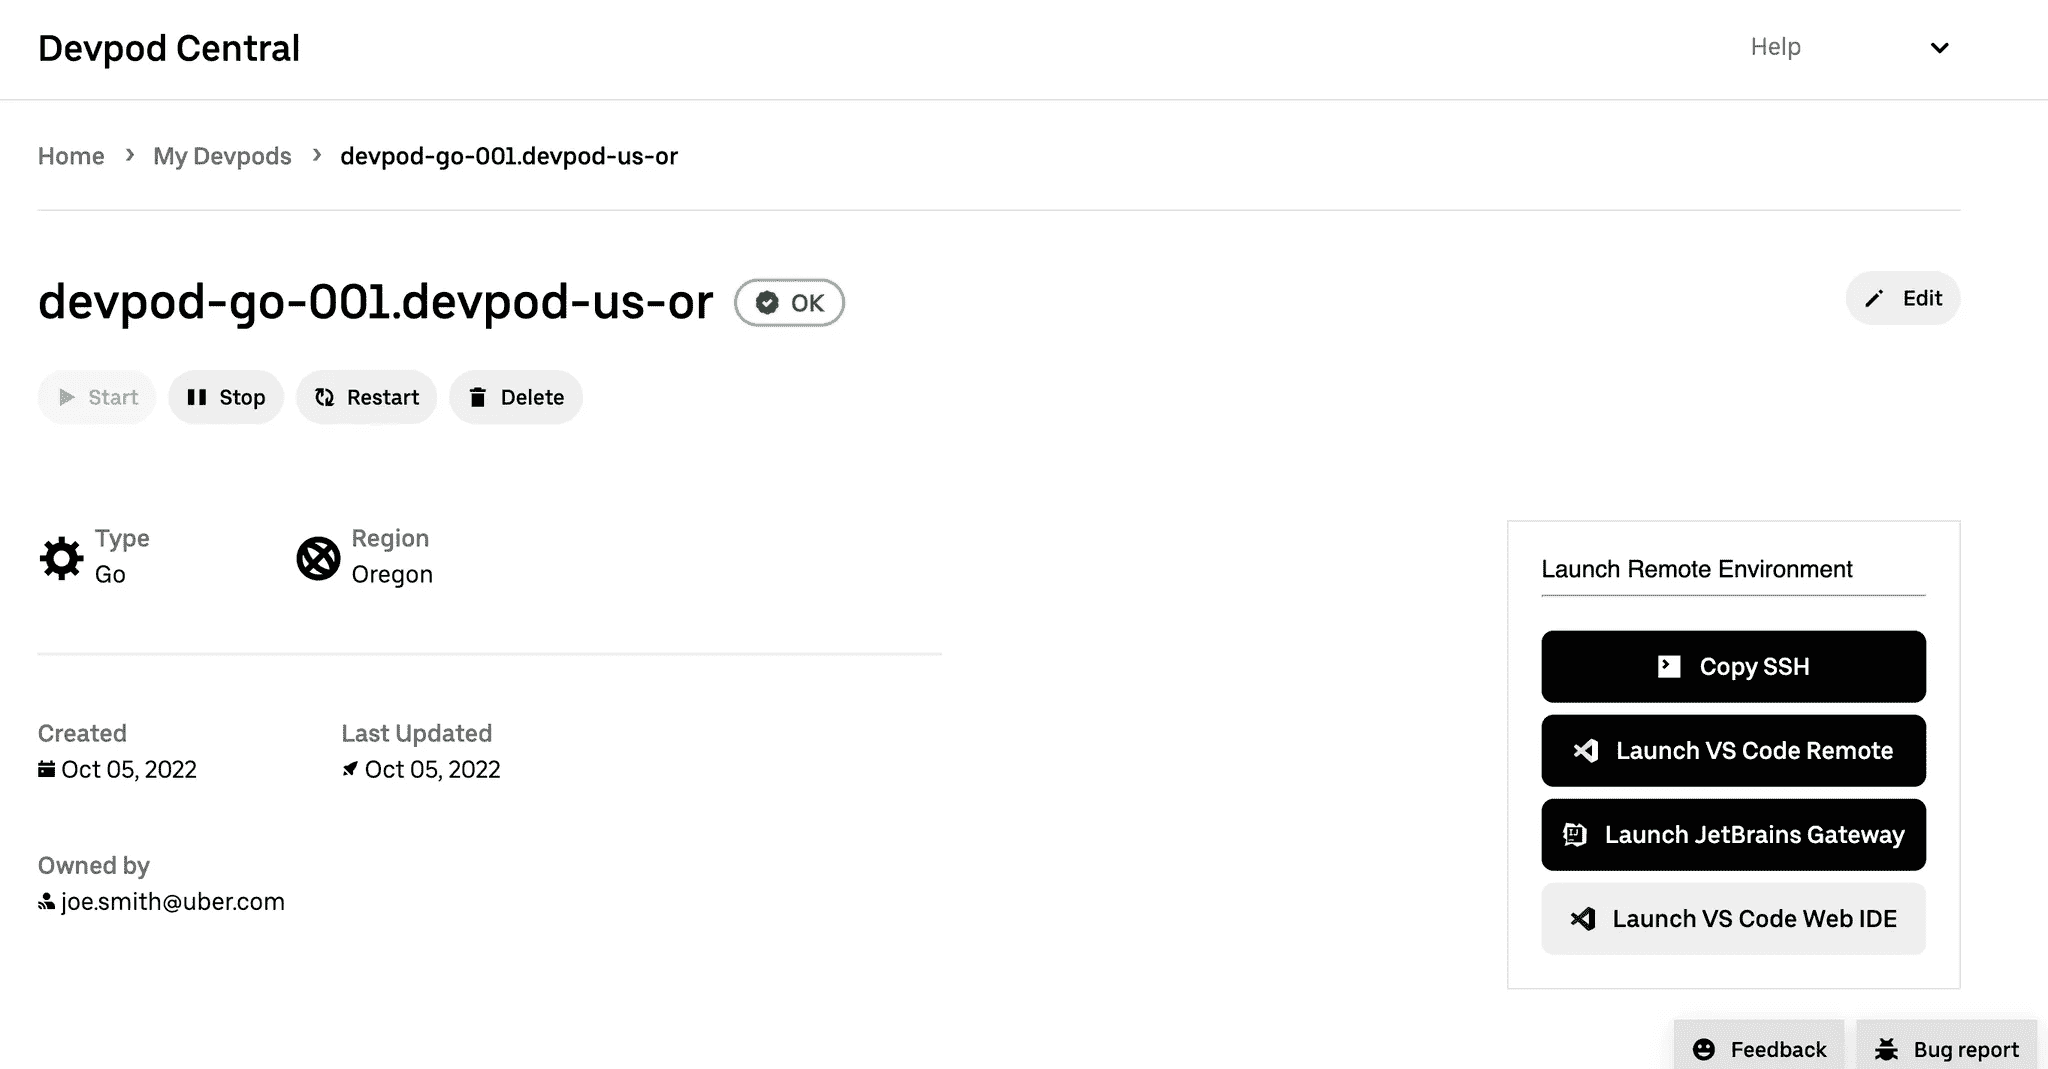 Devpod Central
Help
Home › My Devpods › devpod-go-001.devpod-us-or
devpod-go-001.devpod-us-or
OK
Edit
Start
Stop
Restart
Delete
Type
Go
Region
Oregon
Created
Oct 05, 2022
Last Updated
Oct 05, 2022
Owned by
joe.smith@uber.com
Launch Remote Environment
Copy SSH
Launch VS Code Remote
Launch JetBrains Gateway
Launch VS Code Web IDE
Feedback
Bug report